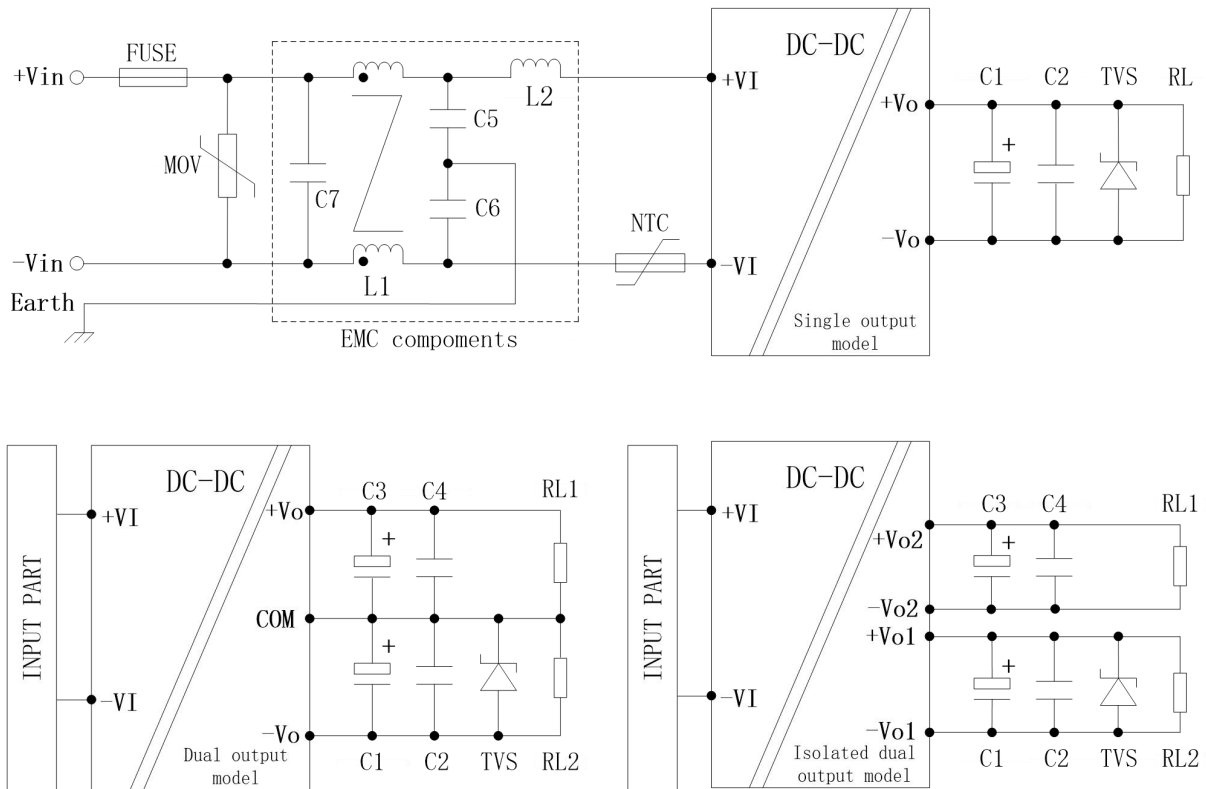 FUSE
+Vin
MOV
C7
L1
C5
C6
L2
NTC
-Vin
Earth
EMC compoments
DC-DC
+VI
-VI
+Vo
-Vo
Single output
model
C1
+
C2
TVS
RL
INPUT PART
DC-DC
+VI
-VI
+Vo
COM
-Vo
Dual output
model
C3
+
C4
RL1
+
C1
C2
TVS
RL2
INPUT PART
DC-DC
+VI
-VI
+Vo2
-Vo2
+Vo1
-Vo1
Isolated dual
output model
C3
+
C4
RL1
+
C1
C2
TVS
RL2